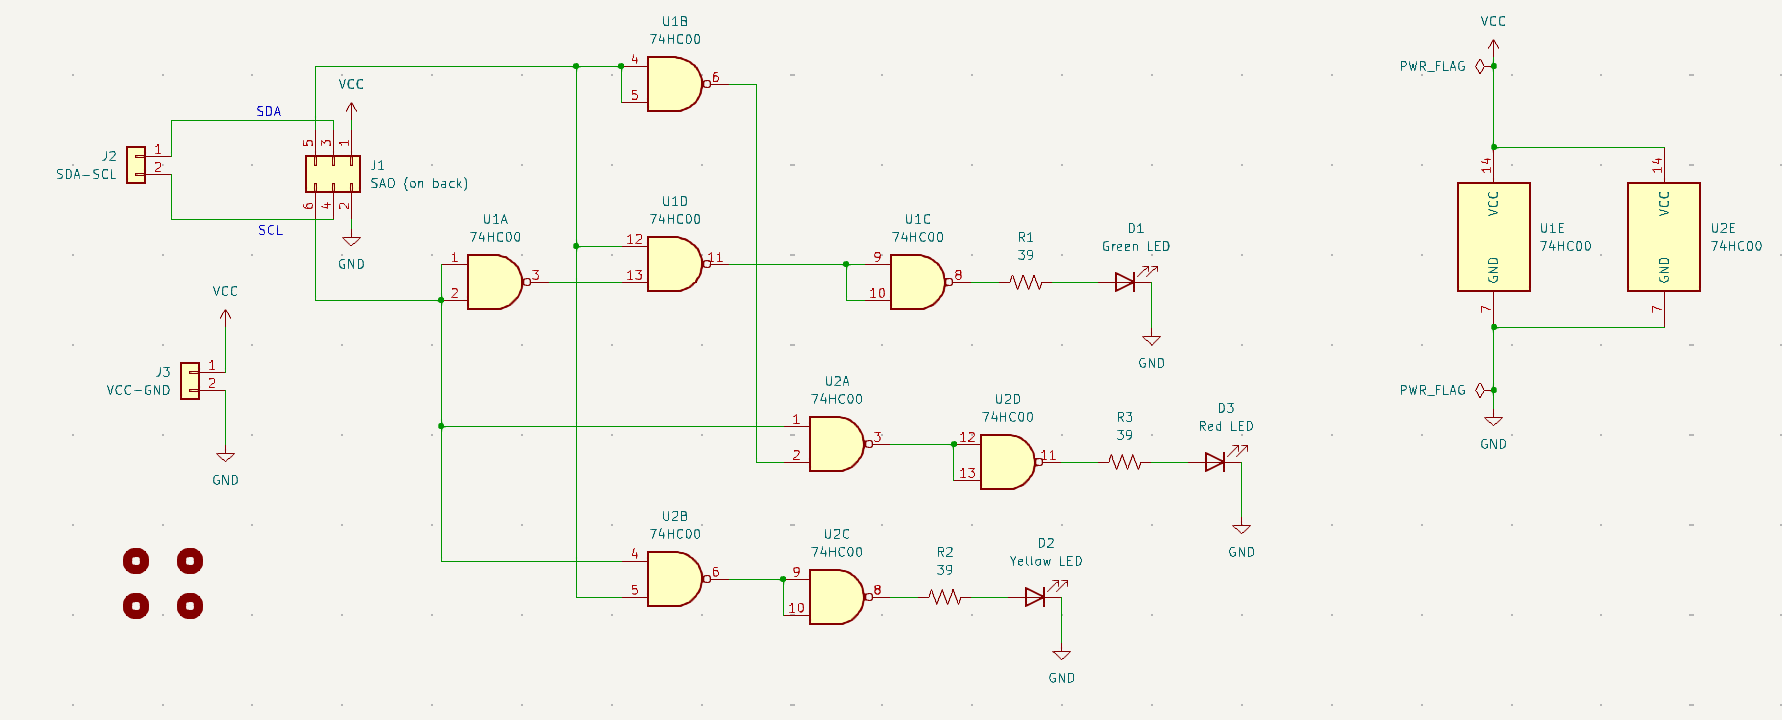 U1B
74HC00
4
5
6
VCC
SDA
5
3
1
J2
SDA-SCL
1
2
J1
SAO (on back)
6
4
2
SCL
GND
U1A
74HC00
1
2
3
U1D
74HC00
12
13
11
U1C
74HC00
9
10
8
R1
39
D1
Green LED
GND
VCC
J3
VCC-GND
1
2
GND
U2A
74HC00
1
2
3
U2D
74HC00
12
13
11
R3
39
D3
Red LED
GND
U2B
74HC00
4
5
6
U2C
74HC00
9
10
8
R2
39
D2
Yellow LED
GND
VCC
PWR_FLAG
14
VCC
GND
7
U1E
74HC00
14
VCC
GND
7
U2E
74HC00
PWR_FLAG
GND